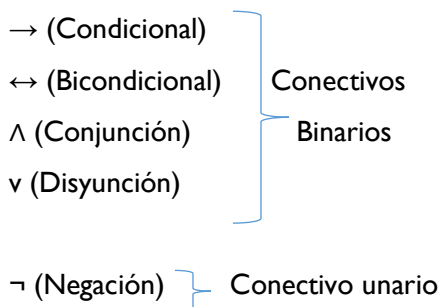 → (Condicional)
↔ (Bicondicional) Conectivos
∧ (Conjunción) Binarios
v (Disyunción)
¬ (Negación) Conectivo unario